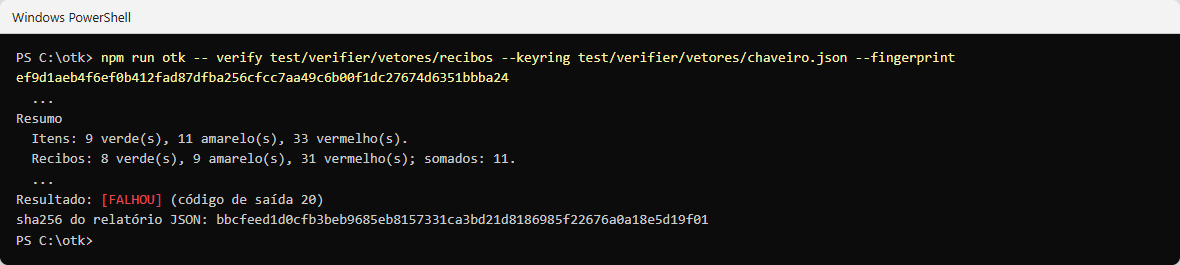 Windows PowerShell
PS C:\otk> npm run otk -- verify test/verifier/vetores/recibos --keyring test/verifier/vetores/chaveiro.json --fingerprint
ef9d1aeb4f6ef0b412fad87dfba256cfcc7aa49c6b00f1dc27674d6351bbba24
...
Resumo
Itens: 9 verde(s), 11 amarelo(s), 33 vermelho(s).
Recibos: 8 verde(s), 9 amarelo(s), 31 vermelho(s); somados: 11.
...
Resultado: [FALHOU] (código de saída 20)
sha256 do relatório JSON: bbcfeed1d0cfb3beb9685eb8157331ca3bd21d8186985f22676a0a18e5d19f01
PS C:\otk>